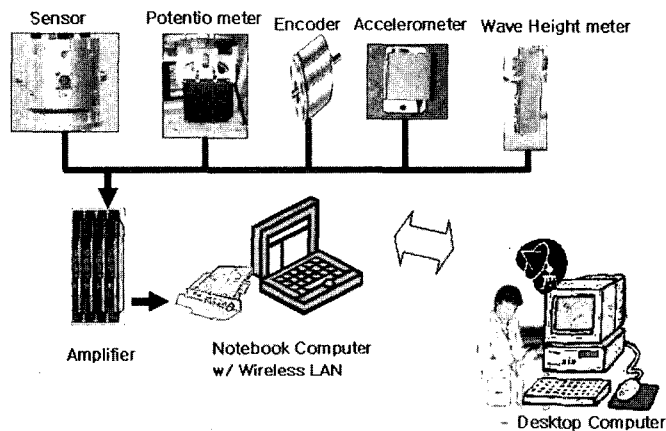 Sensor
Potentio meter
Encoder
Accelerometer
Wave Height meter
Amplifier
Notebook Computer
w/ Wireless LAN
- Desktop Computer